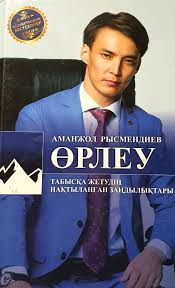 АМАНЖОЛ РЫСМЕНДИЕВ
ӨРЛЕУ
ТАБЫСҚА ЖЕТУДІҢ
НАҚТЫЛАНҒАН ЗАҢДЫЛЫҚТАРЫ